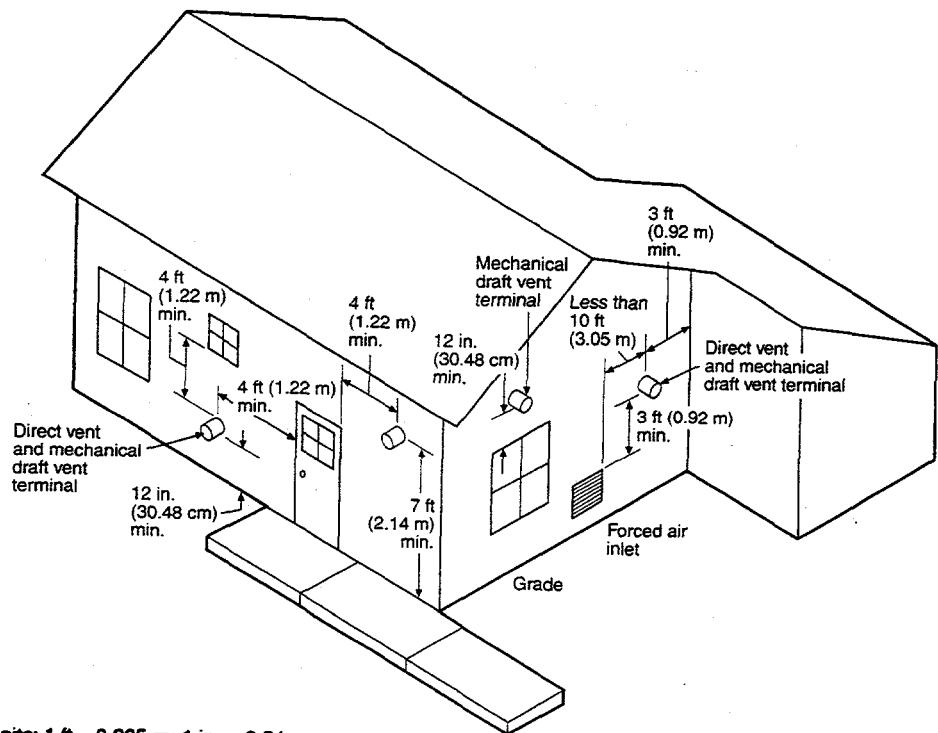 3 ft
(0.92 m)
min.
Mechanical
draft vent
terminal
4 ft
(1.22 m)
min.
4 ft
(1.22 m)
min.
Less than
10 ft
(3.05 m)
12 in.
(30.48 cm)
min.
Direct vent
and mechanical
draft vent terminal
4 ft (1.22 m)
min.
3 ft (0.92 m)
min.
Direct vent
and mechanical
draft vent
terminal
12 in.
(30.48 cm)
min.
7 ft
(2.14 m)
min.
Forced air
inlet
Grade